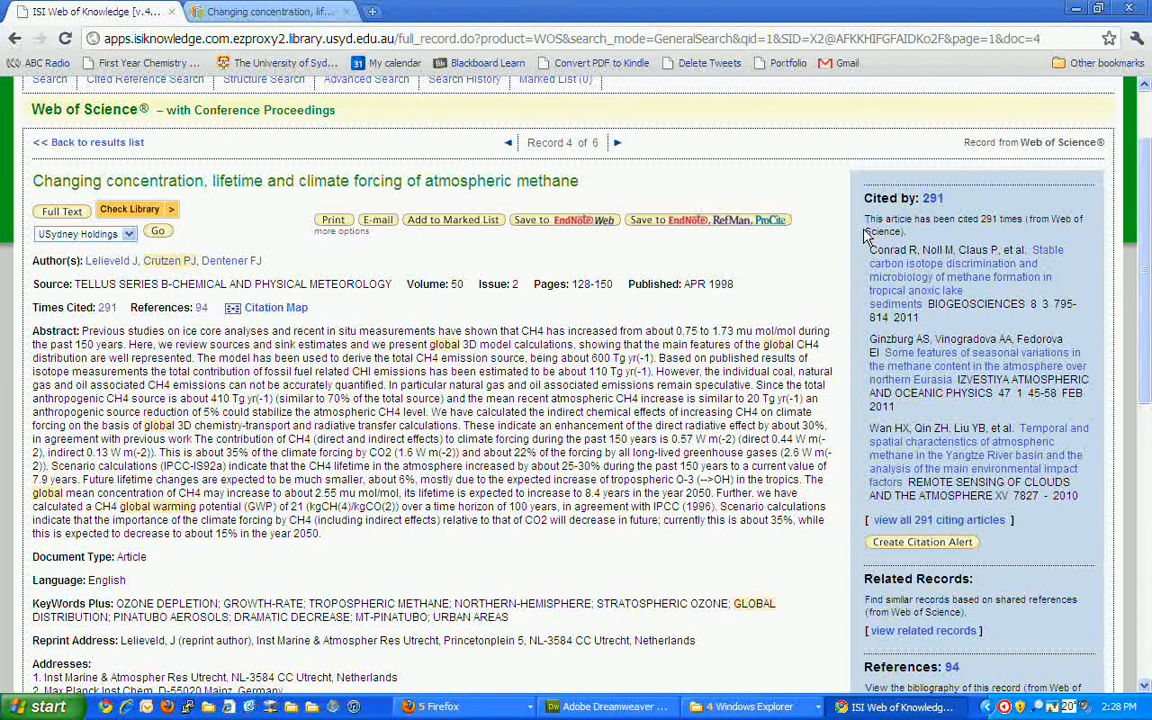 ISI Web of Knowledge [v.4...
Changing concentration, lif...
apps.isiknowledge.com.ezproxy2.library.usyd.edu.au/full_record.do?product=WOS&search_mode=GeneralSearch&qid=1&SID=X2@AFKKHIFGFAIDKo2F&page=1&doc=4
ABC Radio
First Year Chemistry ...
The University of Syd...
My calendar
Blackboard Learn
Convert PDF to Kindle
Delete Tweets
Portfolio
Gmail
Other bookmarks
Search
Cited Reference Search
Structure Search
Advanced Search
Search History
Marked List (0)
Web of Science® – with Conference Proceedings
<< Back to results list
Record 4 of 6
Record from Web of Science®
Changing concentration, lifetime and climate forcing of atmospheric methane
Full Text
Check Library >
Print
E-mail
Add to Marked List
Save to EndNote Web
Save to EndNote, RefMan, ProCite
more options
USydney Holdings
Go
Author(s): Lelieveld J, Crutzen PJ, Dentener FJ
Source: TELLUS SERIES B-CHEMICAL AND PHYSICAL METEOROLOGY Volume: 50 Issue: 2 Pages: 128-150 Published: APR 1998
Times Cited: 291 References: 94 Citation Map
Abstract: Previous studies on ice core analyses and recent in situ measurements have shown that CH4 has increased from about 0.75 to 1.73 mu mol/mol during
the past 150 years. Here, we review sources and sink estimates and we present global 3D model calculations, showing that the main features of the global CH4
distribution are well represented. The model has been used to derive the total CH4 emission source, being about 600 Tg yr(-1). Based on published results of
isotope measurements the total contribution of fossil fuel related CHI emissions has been estimated to be about 110 Tg yr(-1). However, the individual coal, natural
gas and oil associated CH4 emissions can not be accurately quantified. In particular natural gas and oil associated emissions remain speculative. Since the total
anthropogenic CH4 source is about 410 Tg yr(-1) (similar to 70% of the total source) and the mean recent atmospheric CH4 increase is similar to 20 Tg yr(-1) an
anthropogenic source reduction of 5% could stabilize the atmospheric CH4 level. We have calculated the indirect chemical effects of increasing CH4 on climate
forcing on the basis of global 3D chemistry-transport and radiative transfer calculations. These indicate an enhancement of the direct radiative effect by about 30%,
in agreement with previous work The contribution of CH4 (direct and indirect effects) to climate forcing during the past 150 years is 0.57 W m(-2) (direct 0.44 W m(-
2), indirect 0.13 W m(-2)). This is about 35% of the climate forcing by CO2 (1.6 W m(-2)) and about 22% of the forcing by all long-lived greenhouse gases (2.6 W m(-
2)). Scenario calculations (IPCC-IS92a) indicate that the CH4 lifetime in the atmosphere increased by about 25-30% during the past 150 years to a current value of
7.9 years. Future lifetime changes are expected to be much smaller, about 6%, mostly due to the expected increase of tropospheric O-3 (-->OH) in the tropics. The
global mean concentration of CH4 may increase to about 2.55 mu mol/mol, its lifetime is expected to increase to 8.4 years in the year 2050. Further, we have
calculated a CH4 global warming potential (GWP) of 21 (kgCH4/kgCO(2)) over a time horizon of 100 years, in agreement with IPCC (1996). Scenario calculations
indicate that the importance of the climate forcing by CH4 (including indirect effects) relative to that of CO2 will decrease in future; currently this is about 35%, while
this is expected to decrease to about 15% in the year 2050.
Document Type: Article
Language: English
KeyWords Plus: OZONE DEPLETION; GROWTH-RATE; TROPOSPHERIC METHANE; NORTHERN-HEMISPHERE; STRATOSPHERIC OZONE; GLOBAL
DISTRIBUTION; PINATUBO AEROSOLS; DRAMATIC DECREASE; MT-PINATUBO; URBAN AREAS
Reprint Address: Lelieveld, J (reprint author), Inst Marine & Atmospher Res Utrecht, Princetonplein 5, NL-3584 CC Utrecht, Netherlands
Addresses:
1. Inst Marine & Atmospher Res Utrecht, NL-3584 CC Utrecht, Netherlands
2. Max Planck Inst Chem, D-55020 Mainz, Germany
Cited by: 291
This article has been cited 291 times (from Web of
Science).
Conrad R, Noll M, Claus P, et al. Stable
carbon isotope discrimination and
microbiology of methane formation in
tropical anoxic lake
sediments BIOGEOSCIENCES 8 3 795-
814 2011
Ginzburg AS, Vinogradova AA, Fedorova
EI Some features of seasonal variations in
the methane content in the atmosphere over
northern Eurasia IZVESTIYA ATMOSPHERIC
AND OCEANIC PHYSICS 47 1 45-58 FEB
2011
Wan HX, Qin ZH, Liu YB, et al. Temporal and
spatial characteristics of atmospheric
methane in the Yangtze River basin and the
analysis of the main environmental impact
factors REMOTE SENSING OF CLOUDS
AND THE ATMOSPHERE XV 7827 - 2010
[ view all 291 citing articles ]
Create Citation Alert
Related Records:
Find similar records based on shared references
(from Web of Science).
[ view related records ]
References: 94
View the bibliography of this record (from Web of
start
5 Firefox
Adobe Dreamweaver ...
4 Windows Explorer
ISI Web of Knowledg...
20°
2:28 PM